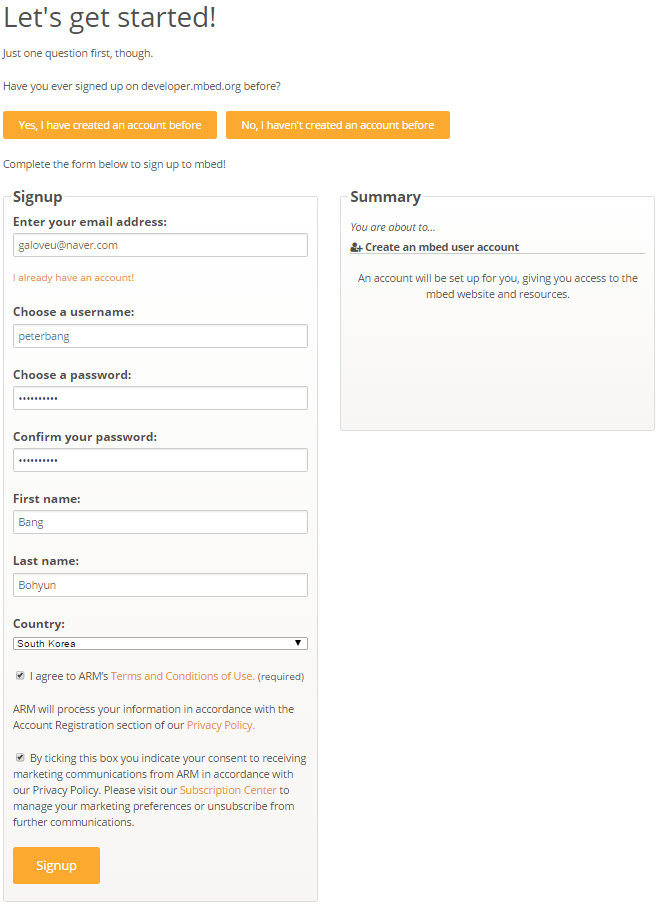 Let's get started!
Just one question first, though.
Have you ever signed up on developer.mbed.org before?
Yes, I have created an account before
No, I haven't created an account before
Complete the form below to sign up to mbed!
Signup
Enter your email address:
galoveu@naver.com
I already have an account!
Choose a username:
peterbang
Choose a password:
••••••••••
Confirm your password:
••••••••••
First name:
Bang
Last name:
Bohyun
Country:
South Korea
I agree to ARM's Terms and Conditions of Use. (required)
ARM will process your information in accordance with the
Account Registration section of our Privacy Policy.
By ticking this box you indicate your consent to receiving
marketing communications from ARM in accordance with
our Privacy Policy. Please visit our Subscription Center to
manage your marketing preferences or unsubscribe from
further communications.
Signup
Summary
You are about to...
Create an mbed user account
An account will be set up for you, giving you access to the
mbed website and resources.